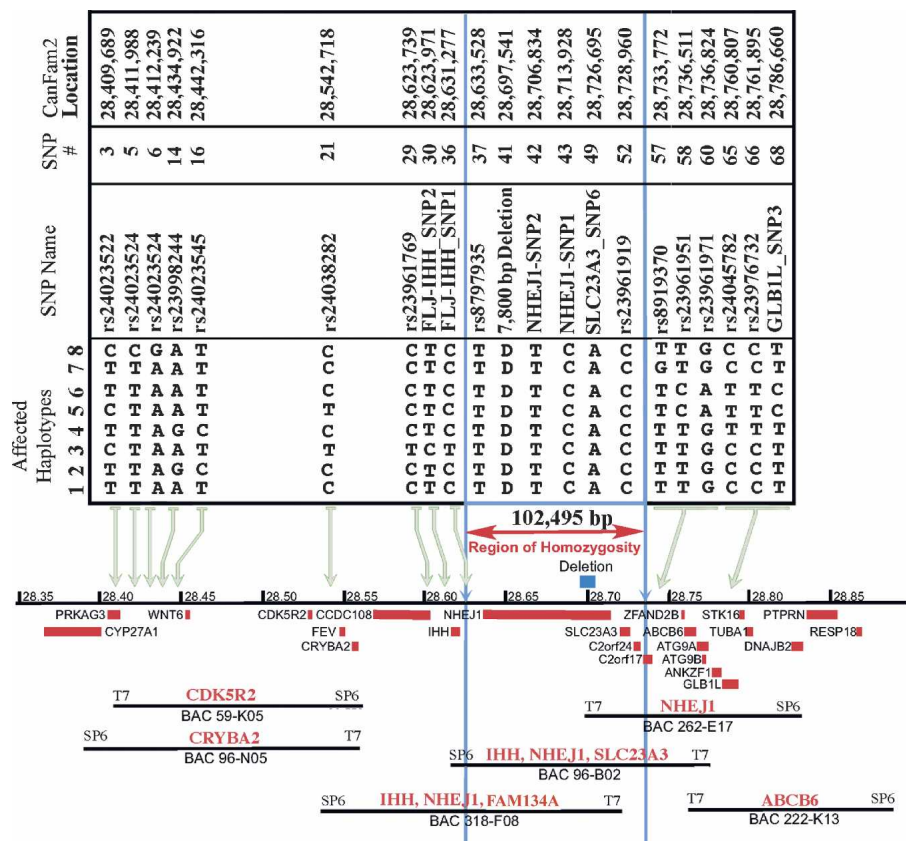 CanFam2
Location
28,409,689
28,411,988
28,412,239
28,434,922
28,442,316
28,542,718
28,623,739
28,623,971
28,631,277
28,633,528
28,697,541
28,706,834
28,713,928
28,726,695
28,728,960
28,733,772
28,736,511
28,736,824
28,760,807
28,761,895
28,786,660
SNP
#
3 5 6 14 16 21 29 30 36 37 41 42 43 49 52 57 58 60 65 66 68
SNP Name
rs24023522
rs24023524
rs24023524
rs23998244
rs24023545
rs24038282
rs23961769
FLJ-IHH_SNP2
FLJ-IHH_SNP1
rs8797935
7,800 bpDeletion
NHEJ1-SNP2
NHEJ1-SNP1
SLC23A3_SNP6
rs23961919
rs8919370
rs23961951
rs23961971
rs24045782
rs23976732
GLB1L_SNP3
Affected
Haplotypes
8 C C G A T C C T C T D T C A C T T G C C T
7 T T A A T C C T C T D T C A C G T G C C T
6 T T A A T C C T C T D T C A C T C A T T C
5 C T A A T T C T C T D T C A C T C A T T C
4 T T A G C C C T C T D T C A C T T G T T T
3 C T A A T T T C T T D T C A C T T G C C T
2 T T A G C C C T C T D T C A C T T G C C T
1 T T A A T C C T C T D T C A C T T G C C T
102,495 bp
Region of Homozygosity
Deletion
28.35 28.40 28.45 28.50 28.55 28.60 28.65 28.70 28.75 28.80 28.85
PRKAG3 WNT6 CDK5R2 CCDC108 NHEJ1 ZFAND2B STK16 PTPRN
CYP27A1 FEV IHH SLC23A3 ABCB6 TUBA1 RESP18
CRYBA2 C2orf24 ATG9A DNAJB2
C2orf17 ATG9B
ANKZF1
GLB1L
T7 CDK5R2 SP6
BAC 59-K05
T7 NHEJ1 SP6
BAC 262-E17
SP6 CRYBA2 T7
BAC 96-N05
SP6 IHH, NHEJ1, SLC23A3 T7
BAC 96-B02
SP6 IHH, NHEJ1, FAM134A T7
BAC 318-F08
T7 ABCB6 SP6
BAC 222-K13